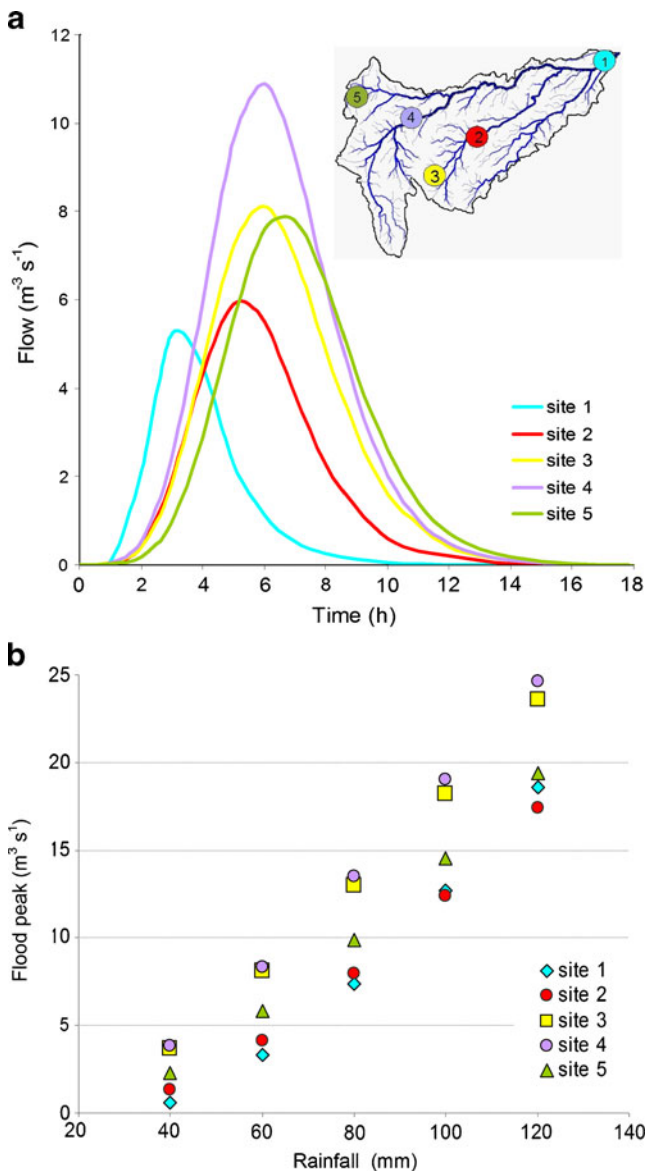 a
12
10
8
6
4
2
0
Flow (m⁻³ s⁻¹)
1
5
4
2
3
site 1
site 2
site 3
site 4
site 5
0 2 4 6 8 10 12 14 16 18
Time (h)
b
25
20
15
10
5
0
Flood peak (m³ s¹)
site 1
site 2
site 3
site 4
site 5
20 40 60 80 100 120 140
Rainfall (mm)